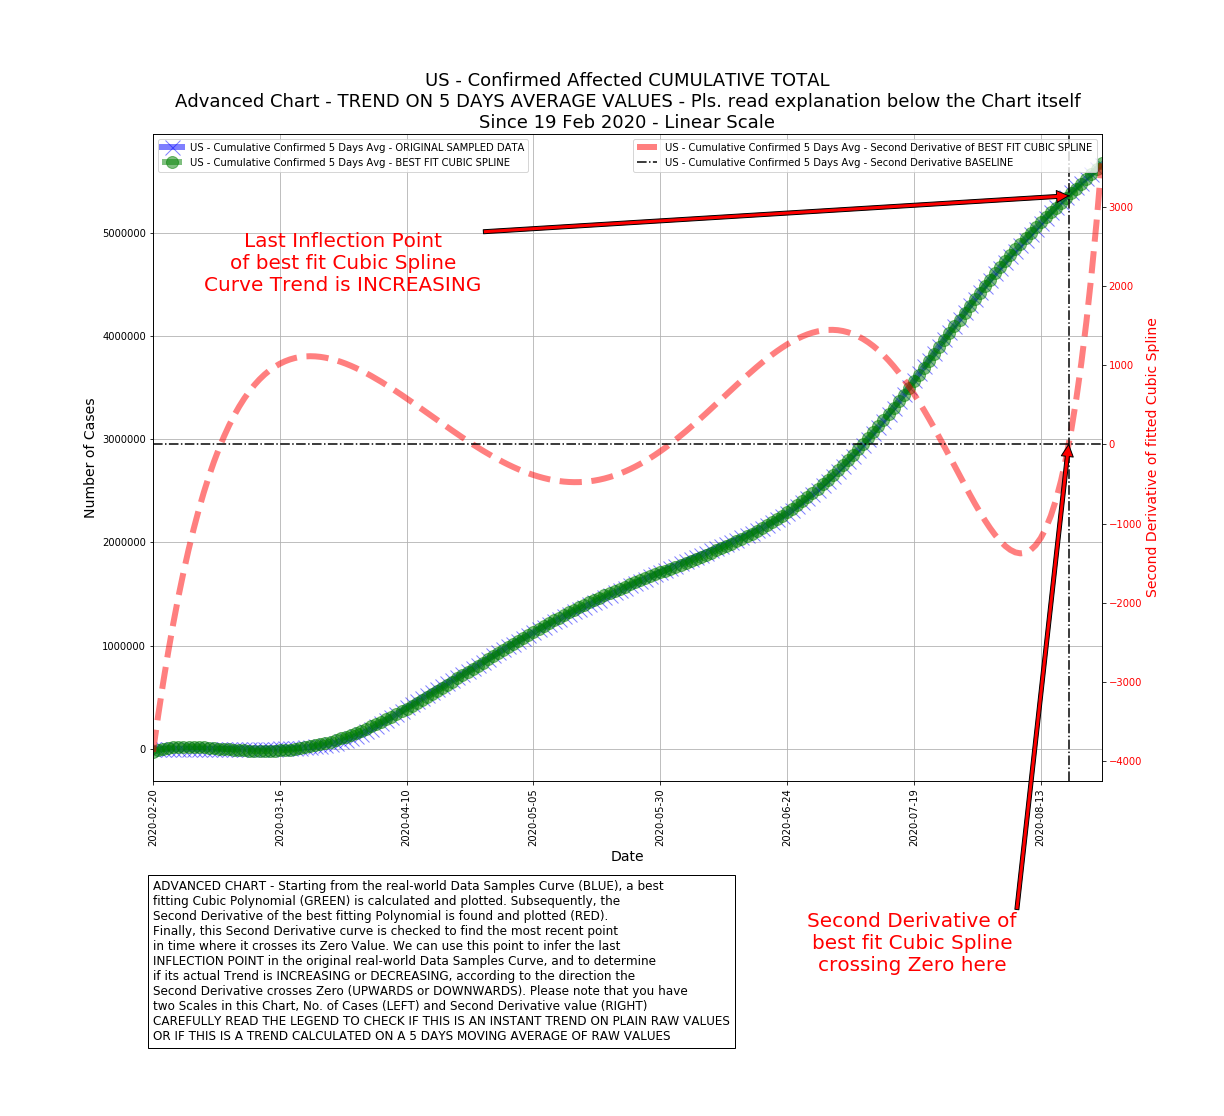 US - Confirmed Affected CUMULATIVE TOTAL
Advanced Chart - TREND ON 5 DAYS AVERAGE VALUES - Pls. read explanation below the Chart itself
Since 19 Feb 2020 - Linear Scale
US - Cumulative Confirmed 5 Days Avg - ORIGINAL SAMPLED DATA
US - Cumulative Confirmed 5 Days Avg - BEST FIT CUBIC SPLINE
US - Cumulative Confirmed 5 Days Avg - Second Derivative of BEST FIT CUBIC SPLINE
US - Cumulative Confirmed 5 Days Avg - Second Derivative BASELINE
Last Inflection Point
of best fit Cubic Spline
Curve Trend is INCREASING
Number of Cases
5000000
4000000
3000000
2000000
1000000
0
3000
2000
1000
0
−1000
−2000
−3000
−4000
Second Derivative of fitted Cubic Spline
2020-02-20
2020-03-16
2020-04-10
2020-05-05
2020-05-30
2020-06-24
2020-07-19
2020-08-13
Date
ADVANCED CHART - Starting from the real-world Data Samples Curve (BLUE), a best
fitting Cubic Polynomial (GREEN) is calculated and plotted. Subsequently, the
Second Derivative of the best fitting Polynomial is found and plotted (RED).
Finally, this Second Derivative curve is checked to find the most recent point
in time where it crosses its Zero Value. We can use this point to infer the last
INFLECTION POINT in the original real-world Data Samples Curve, and to determine
if its actual Trend is INCREASING or DECREASING, according to the direction the
Second Derivative crosses Zero (UPWARDS or DOWNWARDS). Please note that you have
two Scales in this Chart, No. of Cases (LEFT) and Second Derivative value (RIGHT)
CAREFULLY READ THE LEGEND TO CHECK IF THIS IS AN INSTANT TREND ON PLAIN RAW VALUES
OR IF THIS IS A TREND CALCULATED ON A 5 DAYS MOVING AVERAGE OF RAW VALUES
Second Derivative of
best fit Cubic Spline
crossing Zero here